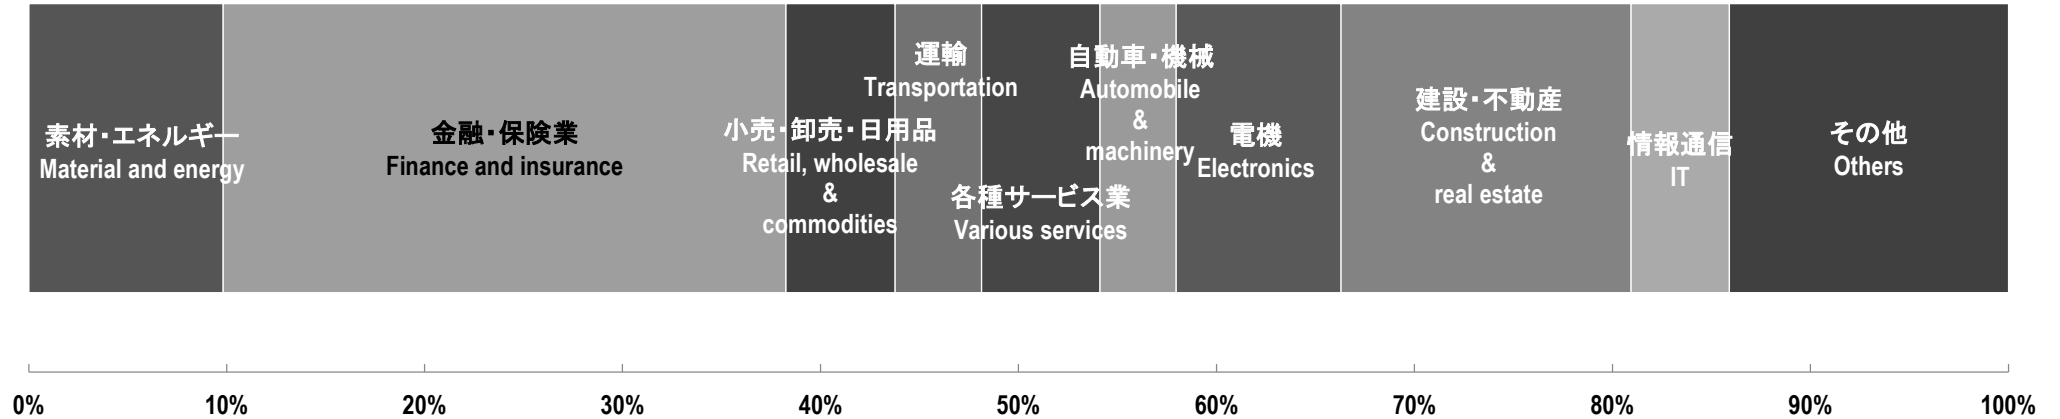 素材・エネルギー
Material and energy
金融・保険業
Finance and insurance
小売・卸売・日用品
Retail, wholesale
&
commodities
運輸
Transportation
各種サービス業
Various services
自動車・機械
Automobile
&
machinery
電機
Electronics
建設・不動産
Construction
&
real estate
情報通信
IT
その他
Others
0% 10% 20% 30% 40% 50% 60% 70% 80% 90% 100%